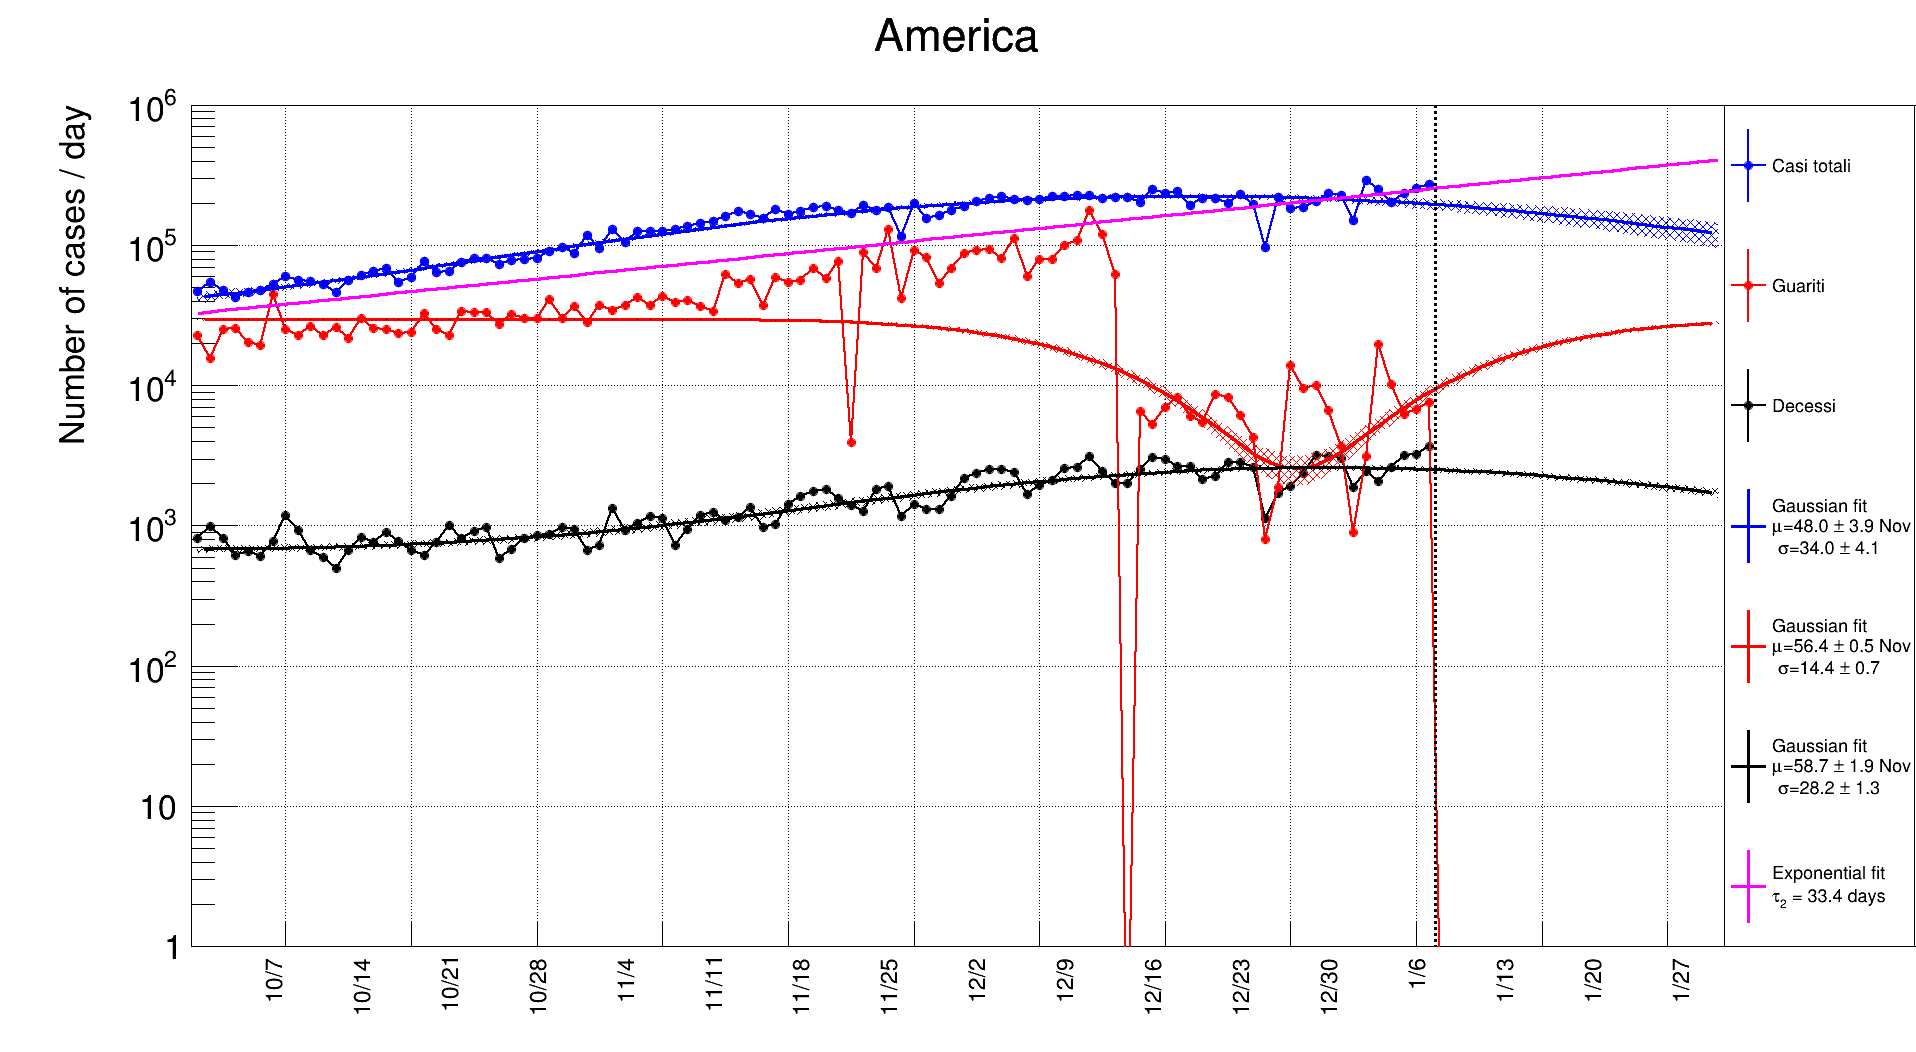 America
Number of cases / day
10^6
10^5
10^4
10^3
10^2
10
1
10/7
10/14
10/21
10/28
11/4
11/11
11/18
11/25
12/2
12/9
12/16
12/23
12/30
1/6
1/13
1/20
1/27
Casi totali
Guariti
Decessi
Gaussian fit
μ=48.0 ± 3.9 Nov
σ=34.0 ± 4.1
Gaussian fit
μ=56.4 ± 0.5 Nov
σ=14.4 ± 0.7
Gaussian fit
μ=58.7 ± 1.9 Nov
σ=28.2 ± 1.3
Exponential fit
τ₂ = 33.4 days